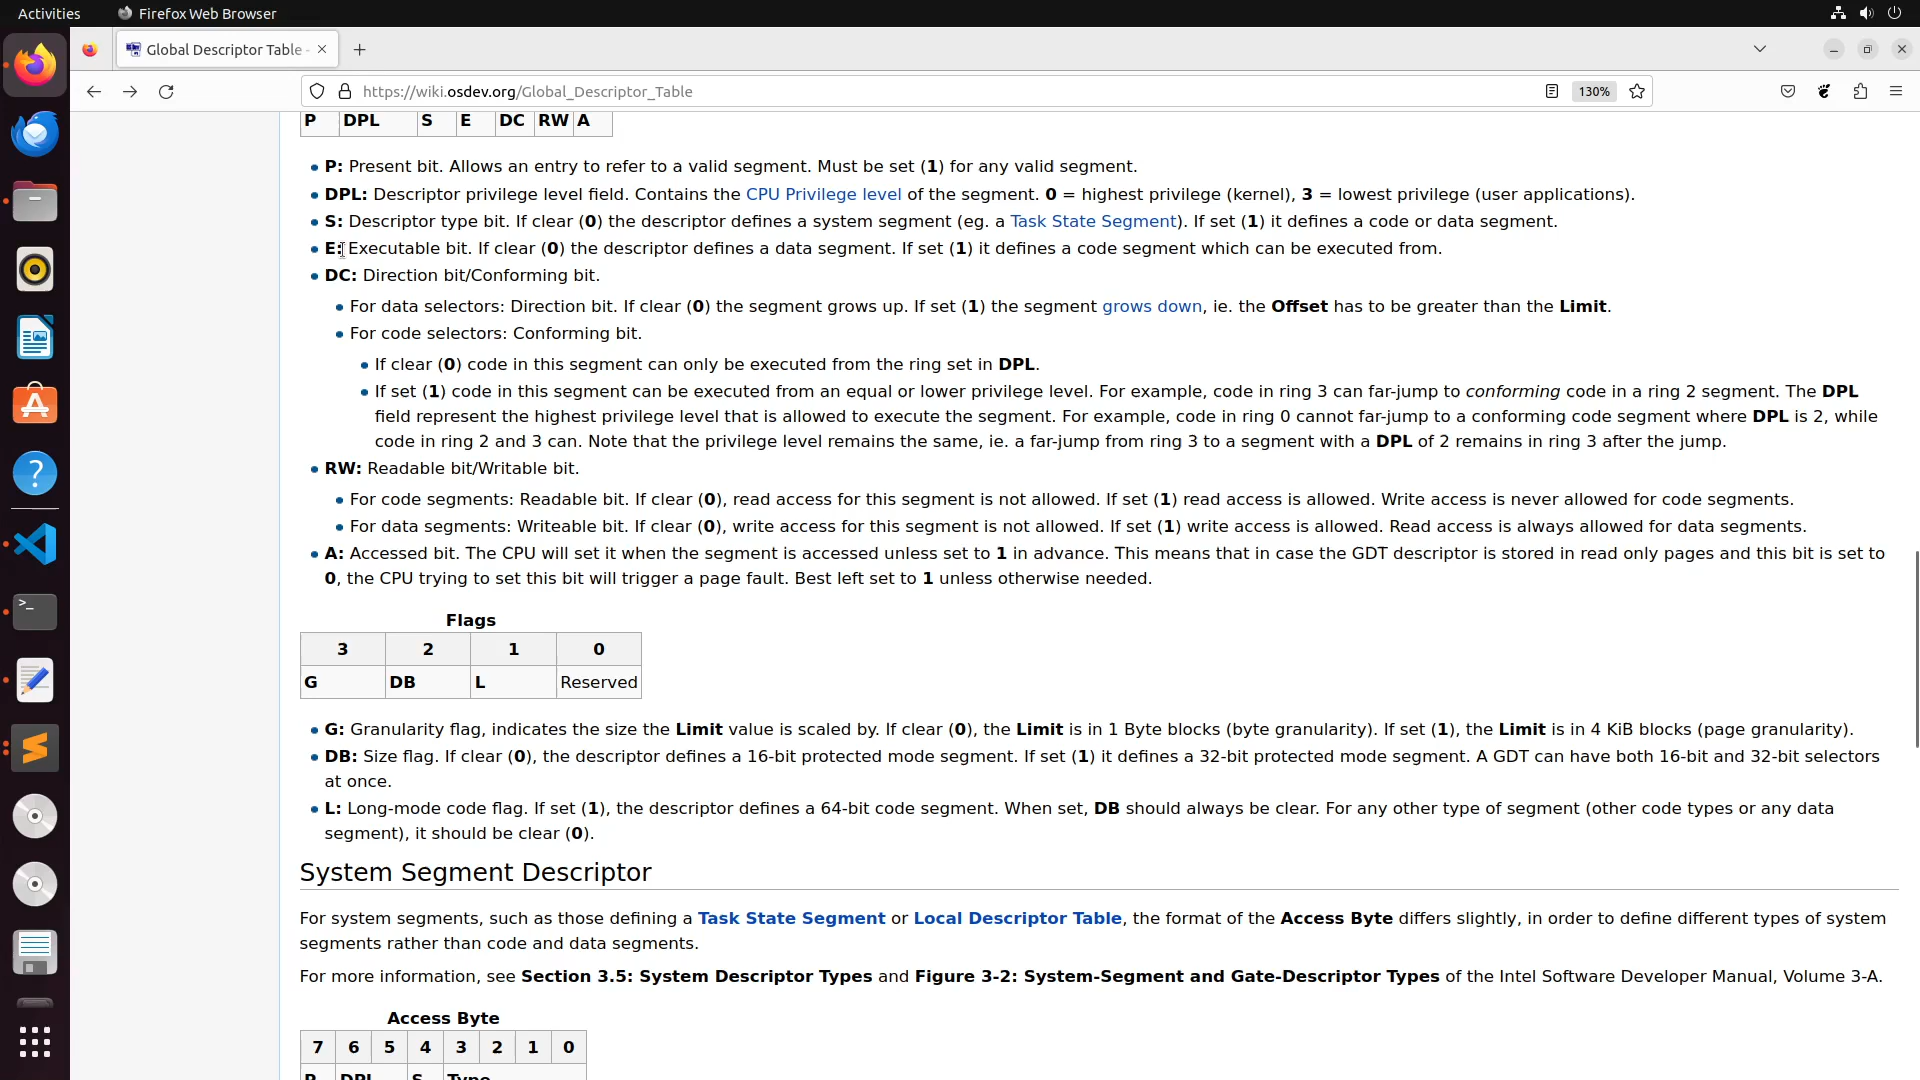 Activities
Firefox Web Browser
Global Descriptor Table -
https://wiki.osdev.org/Global_Descriptor_Table
130%
P DPL S E DC RW A
P: Present bit. Allows an entry to refer to a valid segment. Must be set (1) for any valid segment.
DPL: Descriptor privilege level field. Contains the CPU Privilege level of the segment. 0 = highest privilege (kernel), 3 = lowest privilege (user applications).
S: Descriptor type bit. If clear (0) the descriptor defines a system segment (eg. a Task State Segment). If set (1) it defines a code or data segment.
E: Executable bit. If clear (0) the descriptor defines a data segment. If set (1) it defines a code segment which can be executed from.
DC: Direction bit/Conforming bit.
For data selectors: Direction bit. If clear (0) the segment grows up. If set (1) the segment grows down, ie. the Offset has to be greater than the Limit.
For code selectors: Conforming bit.
If clear (0) code in this segment can only be executed from the ring set in DPL.
If set (1) code in this segment can be executed from an equal or lower privilege level. For example, code in ring 3 can far-jump to conforming code in a ring 2 segment. The DPL
field represent the highest privilege level that is allowed to execute the segment. For example, code in ring 0 cannot far-jump to a conforming code segment where DPL is 2, while
code in ring 2 and 3 can. Note that the privilege level remains the same, ie. a far-jump from ring 3 to a segment with a DPL of 2 remains in ring 3 after the jump.
RW: Readable bit/Writable bit.
For code segments: Readable bit. If clear (0), read access for this segment is not allowed. If set (1) read access is allowed. Write access is never allowed for code segments.
For data segments: Writeable bit. If clear (0), write access for this segment is not allowed. If set (1) write access is allowed. Read access is always allowed for data segments.
A: Accessed bit. The CPU will set it when the segment is accessed unless set to 1 in advance. This means that in case the GDT descriptor is stored in read only pages and this bit is set to
0, the CPU trying to set this bit will trigger a page fault. Best left set to 1 unless otherwise needed.
Flags
3 2 1 0
G DB L Reserved
G: Granularity flag, indicates the size the Limit value is scaled by. If clear (0), the Limit is in 1 Byte blocks (byte granularity). If set (1), the Limit is in 4 KiB blocks (page granularity).
DB: Size flag. If clear (0), the descriptor defines a 16-bit protected mode segment. If set (1) it defines a 32-bit protected mode segment. A GDT can have both 16-bit and 32-bit selectors
at once.
L: Long-mode code flag. If set (1), the descriptor defines a 64-bit code segment. When set, DB should always be clear. For any other type of segment (other code types or any data
segment), it should be clear (0).
System Segment Descriptor
For system segments, such as those defining a Task State Segment or Local Descriptor Table, the format of the Access Byte differs slightly, in order to define different types of system
segments rather than code and data segments.
For more information, see Section 3.5: System Descriptor Types and Figure 3-2: System-Segment and Gate-Descriptor Types of the Intel Software Developer Manual, Volume 3-A.
Access Byte
7 6 5 4 3 2 1 0
P DPL S Type